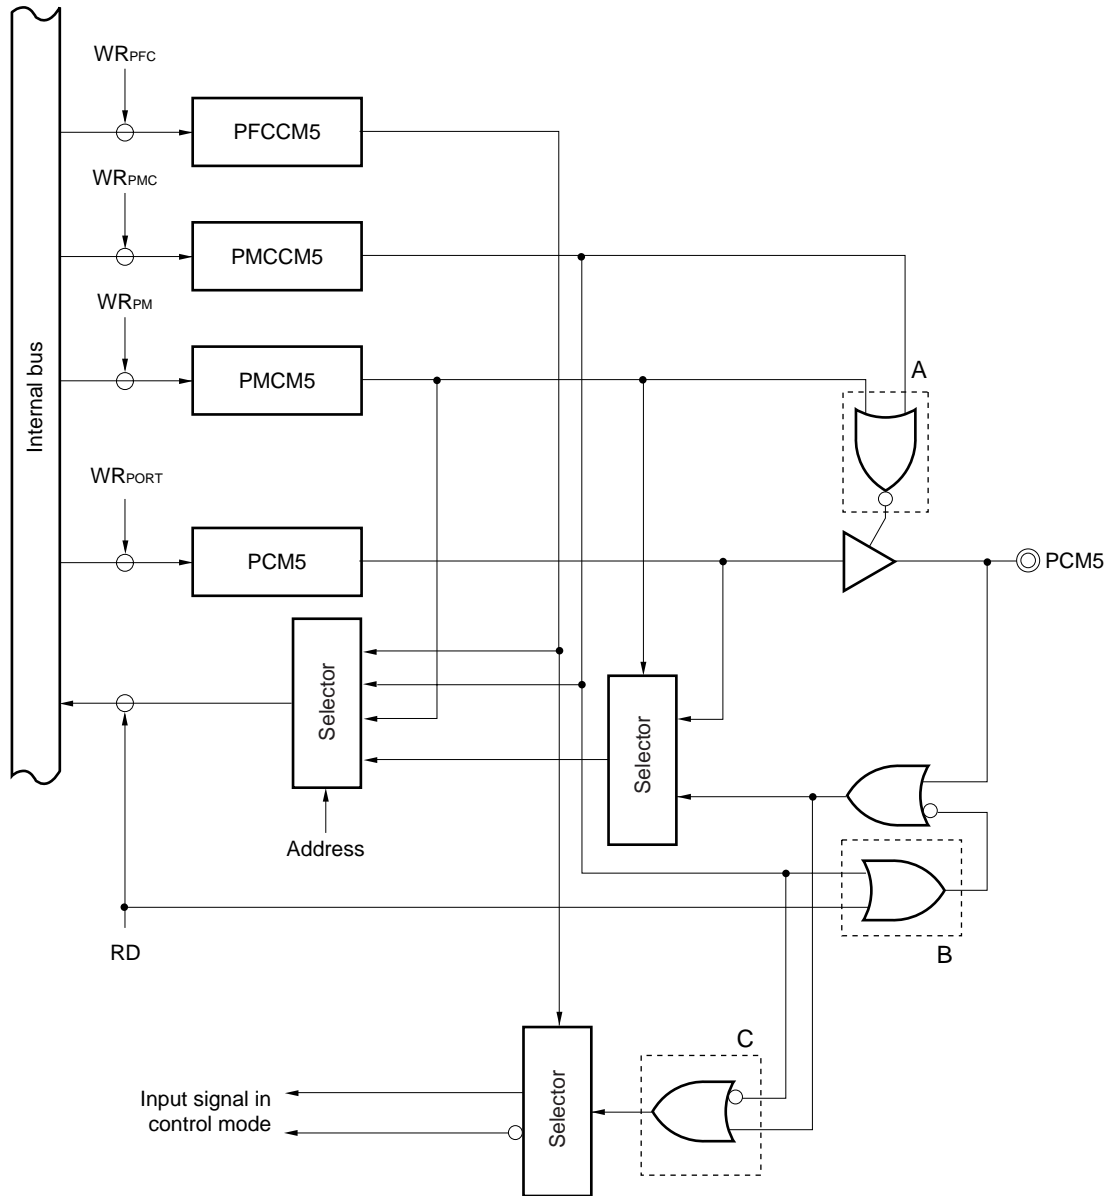 WRPFC
PFCCM5
WRPMC
PMCCM5
WRPM
PMCM5
A
Internal bus
WRPORT
PCM5
PCM5
Selector
Selector
Address
RD
B
C
Selector
Input signal in
control mode